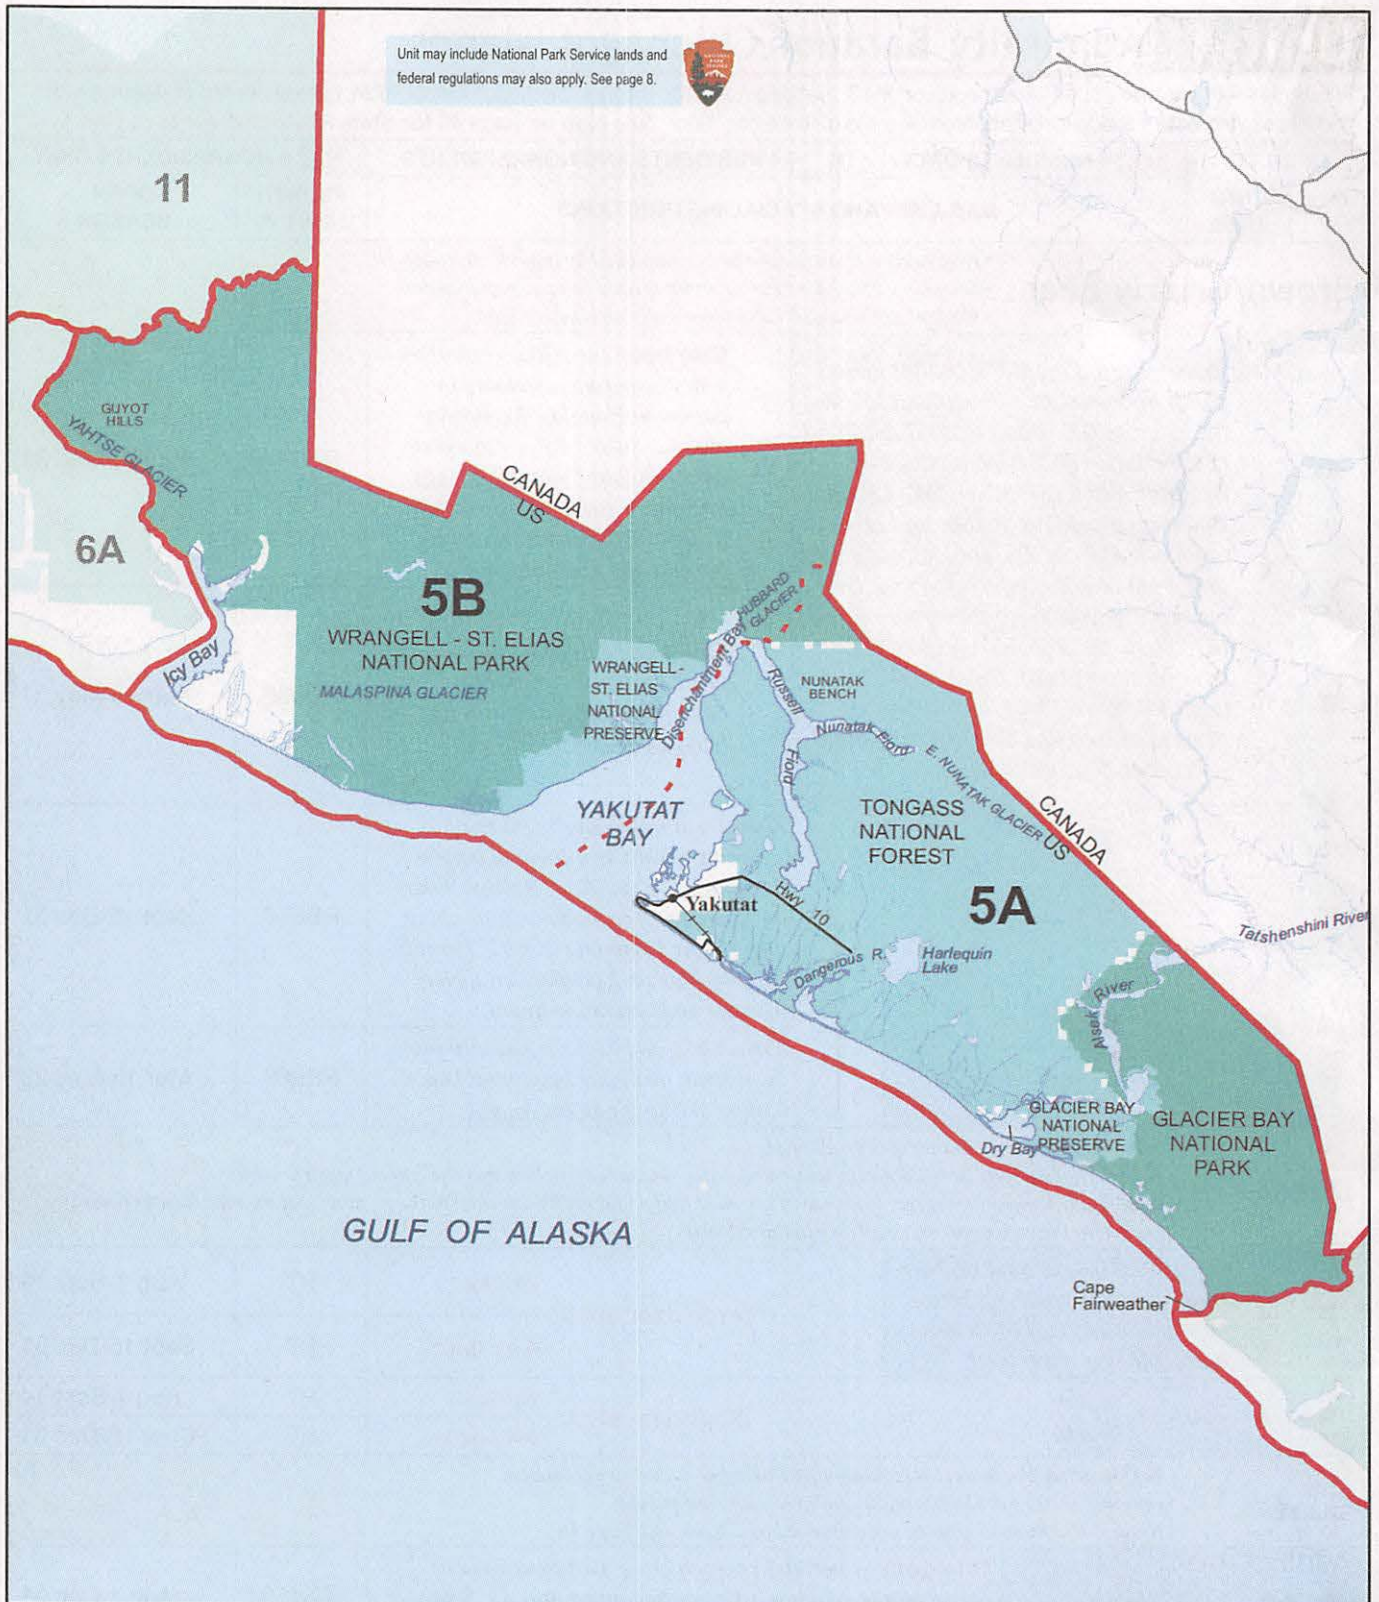 Unit may include National Park Service lands and
federal regulations may also apply. See page 8.
11
GUYOT
HILLS
YAHTSE GLACIER
CANADA
US
6A
5B
WRANGELL - ST. ELIAS
NATIONAL PARK
MALASPINA GLACIER
Icy Bay
HUBBARD
GLACIER
Disenchantment Bay
WRANGELL -
ST. ELIAS
NATIONAL
PRESERVE
Russell
Fiord
NUNATAK
BENCH
Nunatak Fiord
E. NUNATAK GLACIER
CANADA
US
YAKUTAT
BAY
TONGASS
NATIONAL
FOREST
5A
Yakutat
Hwy 10
Dangerous R.
Harlequin
Lake
Tatshenshini River
Alsek River
GLACIER BAY
NATIONAL
PRESERVE
Dry Bay
GLACIER BAY
NATIONAL
PARK
GULF OF ALASKA
Cape
Fairweather